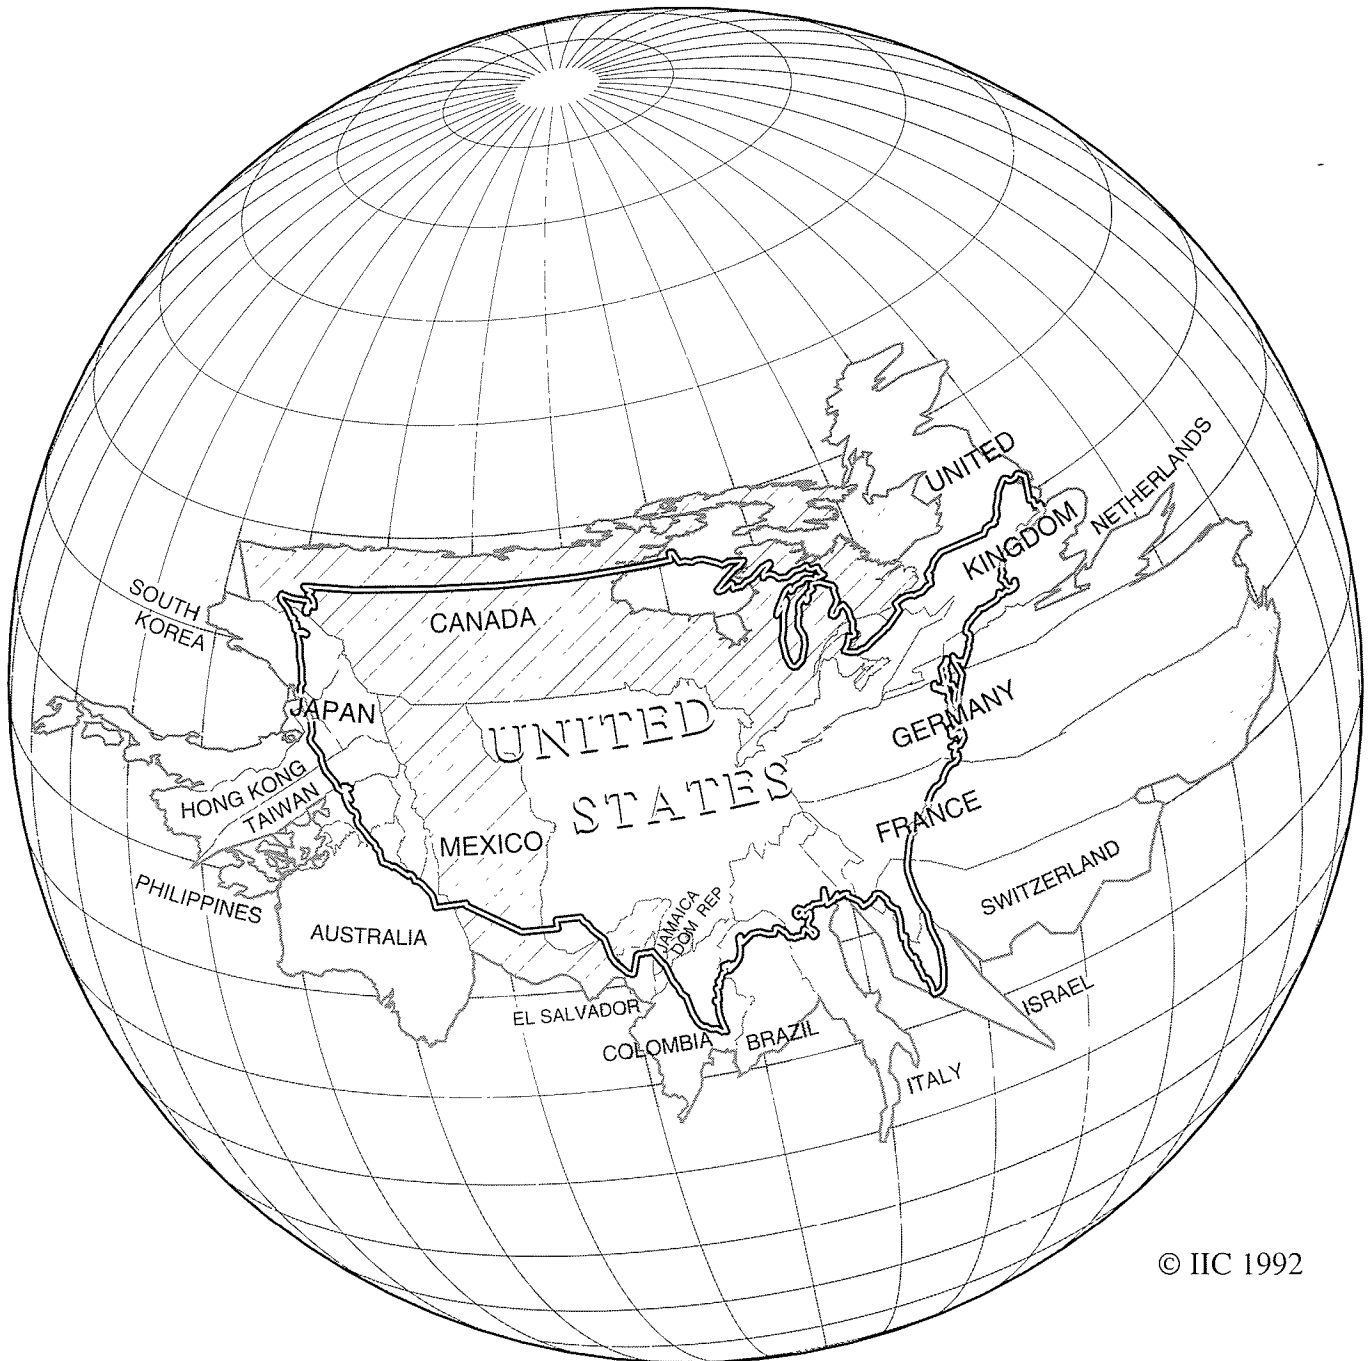 UNITED
KINGDOM
NETHERLANDS
SOUTH
KOREA
CANADA
JAPAN
UNITED
STATES
GERMANY
HONG KONG
TAIWAN
MEXICO
FRANCE
PHILIPPINES
AUSTRALIA
JAMAICA
DOM REP
SWITZERLAND
EL SALVADOR
COLOMBIA
BRAZIL
ISRAEL
ITALY
© IIC 1992